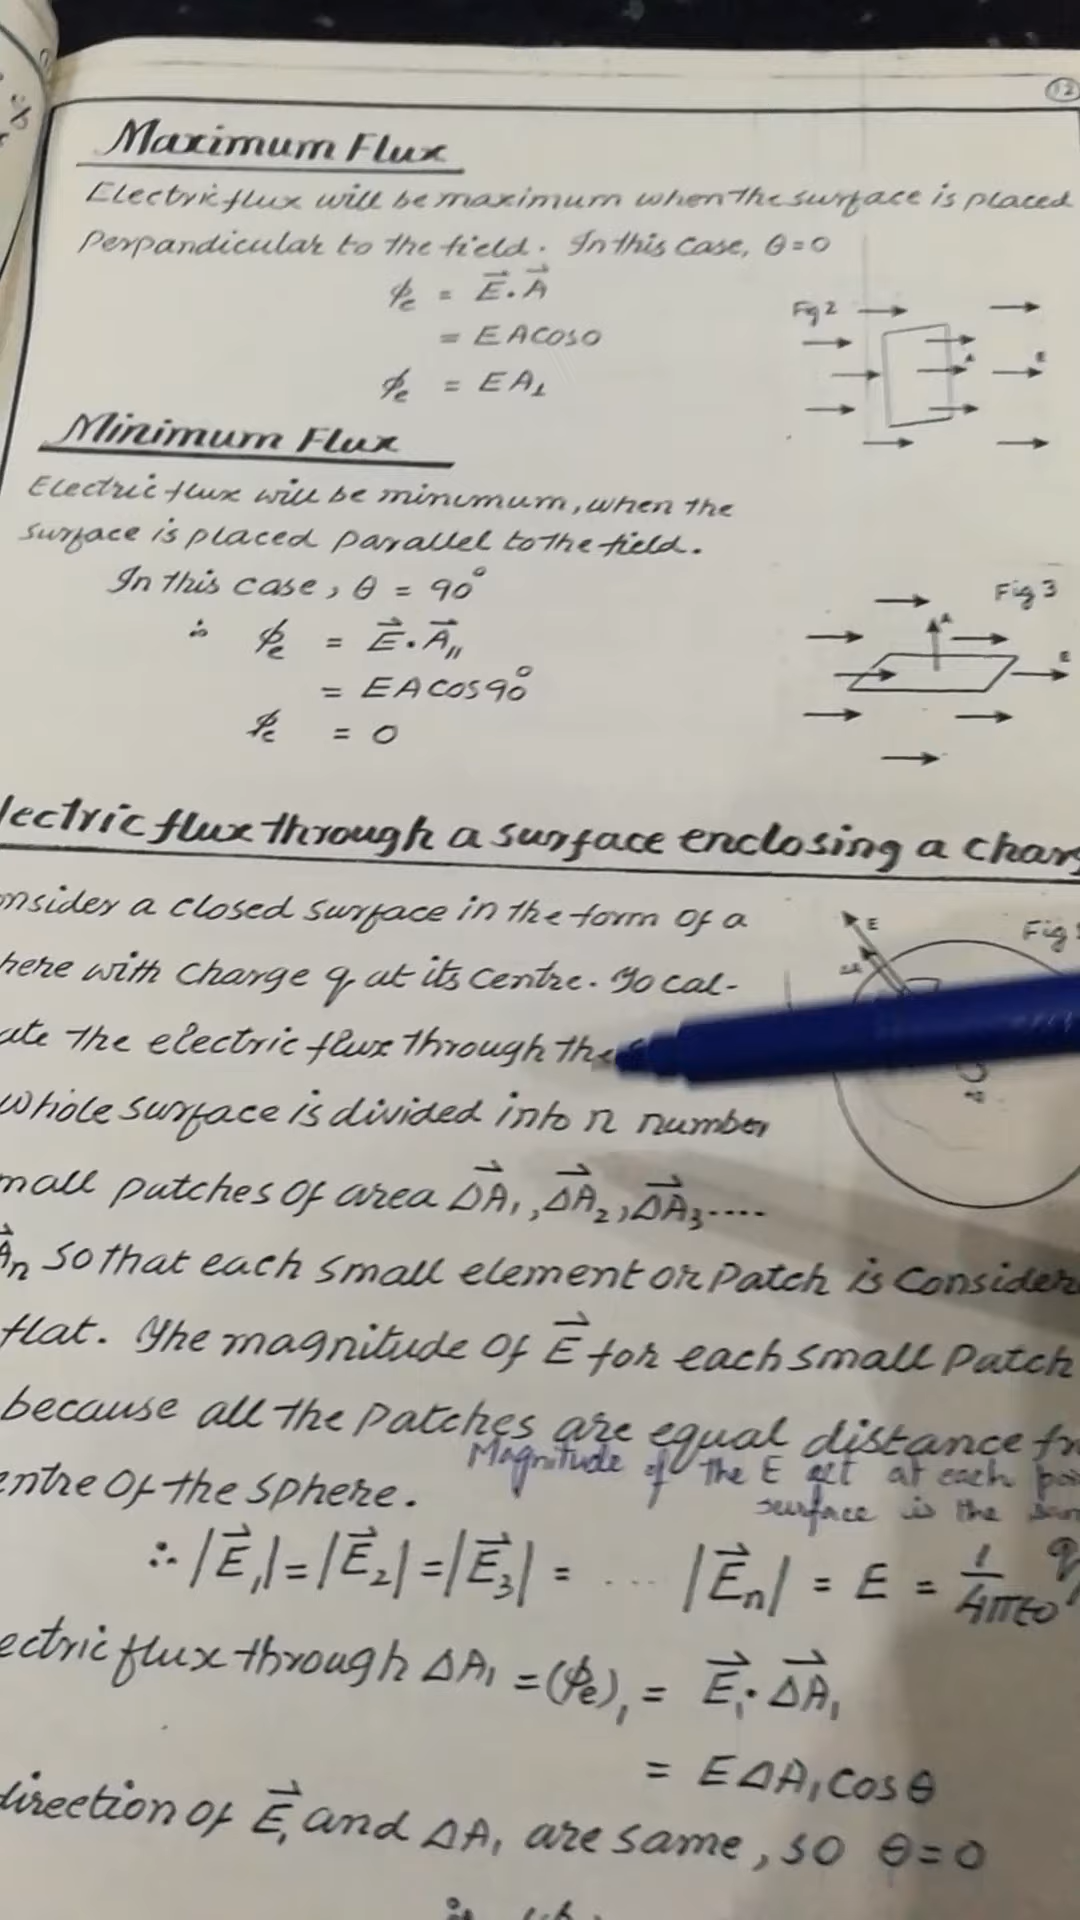 12
Maximum Flux
Electric flux will be maximum when the surface is placed
Perpandicular to the field. In this case, θ=0
ϕe = E⃗.A⃗
= EAcos0
ϕe = EA⊥
Fig 2
A
E
Minimum Flux
Electric flux will be minimum, when the
surface is placed parallel to the field.
In this case, θ = 90°
∴ ϕe = E⃗.A⃗∥
= EAcos90°
ϕe = 0
Fig 3
A
E
lectric flux through a surface enclosing a charg
nsider a closed surface in the form of a
here with charge q at its centre. To cal-
ate the electric flux through the
whole surface is divided into n number
mall patches of area ΔA⃗₁, ΔA⃗₂, ΔA⃗₃....
Fig
E
A⃗n so that each small element or Patch is Consider
flat. The magnitude of E⃗ for each small Patch
because all the Patches are equal distance fr
Magnitude of the E at at each poi
entre of the sphere.
surface is the sam
∴ |E⃗₁| = |E⃗₂| = |E⃗₃| = .... |E⃗n| = E = 1/4πε0 q
ectric flux through ΔA₁ = (ϕe)₁ = E⃗₁.ΔA⃗₁
= EΔA₁cosθ
direction of E⃗₁ and ΔA₁ are same, so θ=0